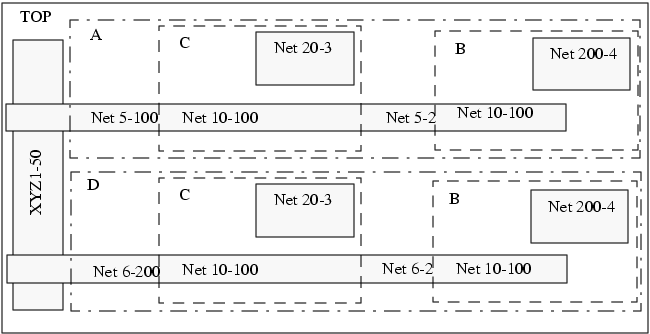 TOP
A
C
Net 20-3
B
Net 200-4
Net 5-100
Net 10-100
Net 5-2
Net 10-100
XYZ1-50
D
C
Net 20-3
B
Net 200-4
Net 6-200
Net 10-100
Net 6-2
Net 10-100